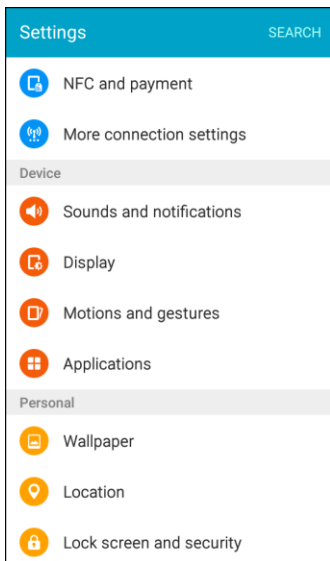 Settings SEARCH
NFC and payment
More connection settings
Device
Sounds and notifications
Display
Motions and gestures
Applications
Personal
Wallpaper
Location
Lock screen and security